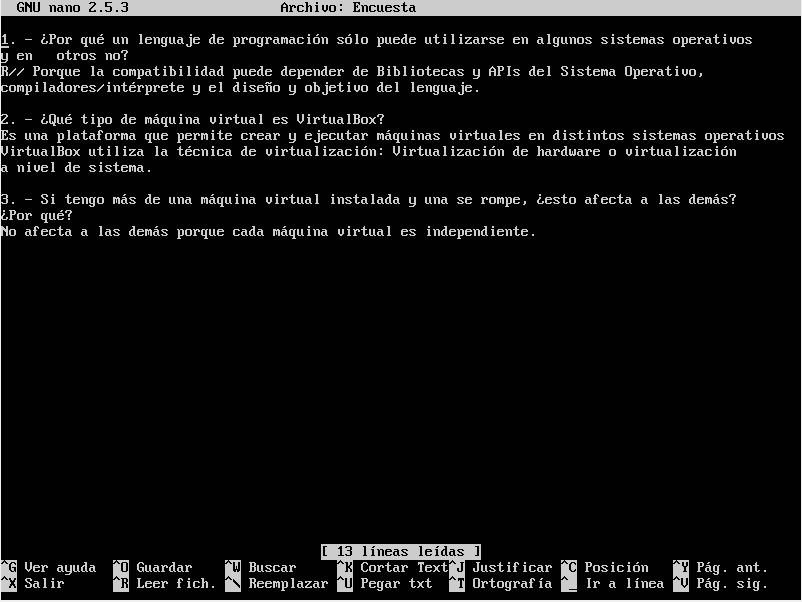 GNU nano 2.5.3 Archivo: Encuesta
1. - ¿Por qué un lenguaje de programación sólo puede utilizarse en algunos sistemas operativos
y en   otros no?
R// Porque la compatibilidad puede depender de Bibliotecas y APIs del Sistema Operativo,
compiladores/intérprete y el diseño y objetivo del lenguaje.
2. - ¿Qué tipo de máquina virtual es VirtualBox?
Es una plataforma que permite crear y ejecutar máquinas virtuales en distintos sistemas operativos
VirtualBox utiliza la técnica de virtualización: Virtualización de hardware o virtualización
a nivel de sistema.
3. - Si tengo más de una máquina virtual instalada y una se rompe, ¿esto afecta a las demás?
¿Por qué?
No afecta a las demás porque cada máquina virtual es independiente.
[ 13 líneas leídas ]
^G Ver ayuda ^O Guardar ^W Buscar ^K Cortar Text ^J Justificar ^C Posición ^Y Pág. ant.
^X Salir ^R Leer fich. ^\ Reemplazar ^U Pegar txt ^T Ortografía ^_ Ir a línea ^V Pág. sig.